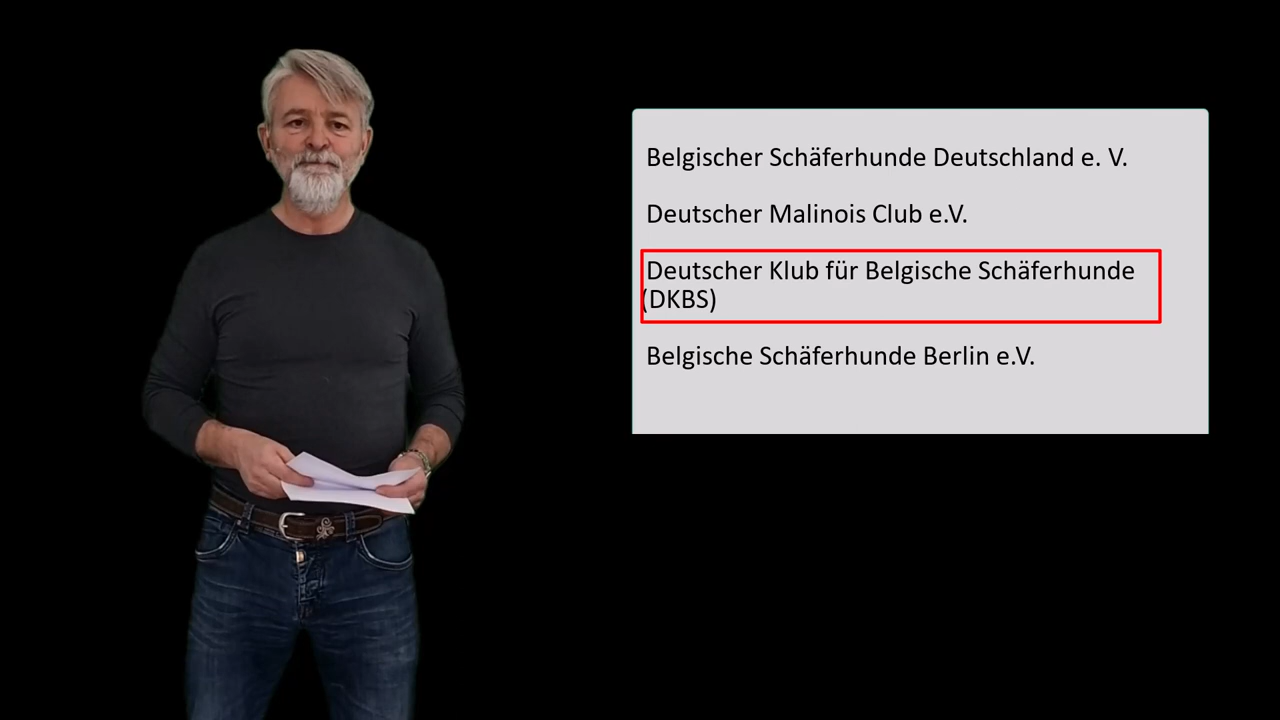 Belgischer Schäferhunde Deutschland e. V.
Deutscher Malinois Club e.V.
Deutscher Klub für Belgische Schäferhunde
(DKBS)
Belgische Schäferhunde Berlin e.V.